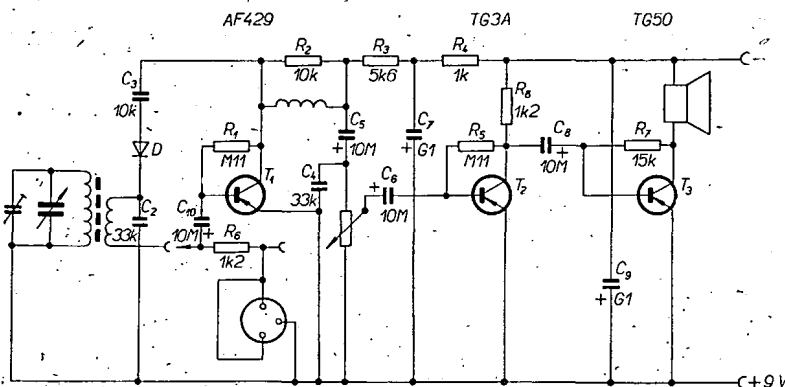 AF429 TG3A TG50
R2 10k
R3 5k6
R4 1k
C3 10k
R8 1k2
D
R1 M11
C5 + 10M
C7 + G1
R5 M11
C8 10M +
R7 15k
T1
C4 33k
C6 + 10M
T2
T3
C2 33k
C10 10M +
R6 1k2
C9 + G1
-
+9V